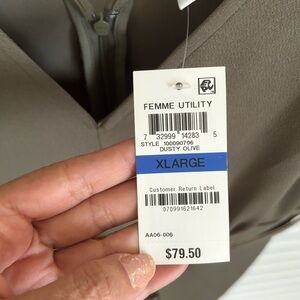 FEMME UTILITY
7 32999 14283 5
STYLE 100090706
DUSTY OLIVE
XLARGE
Customer Return Label
070991621642
AA06-006
$79.50